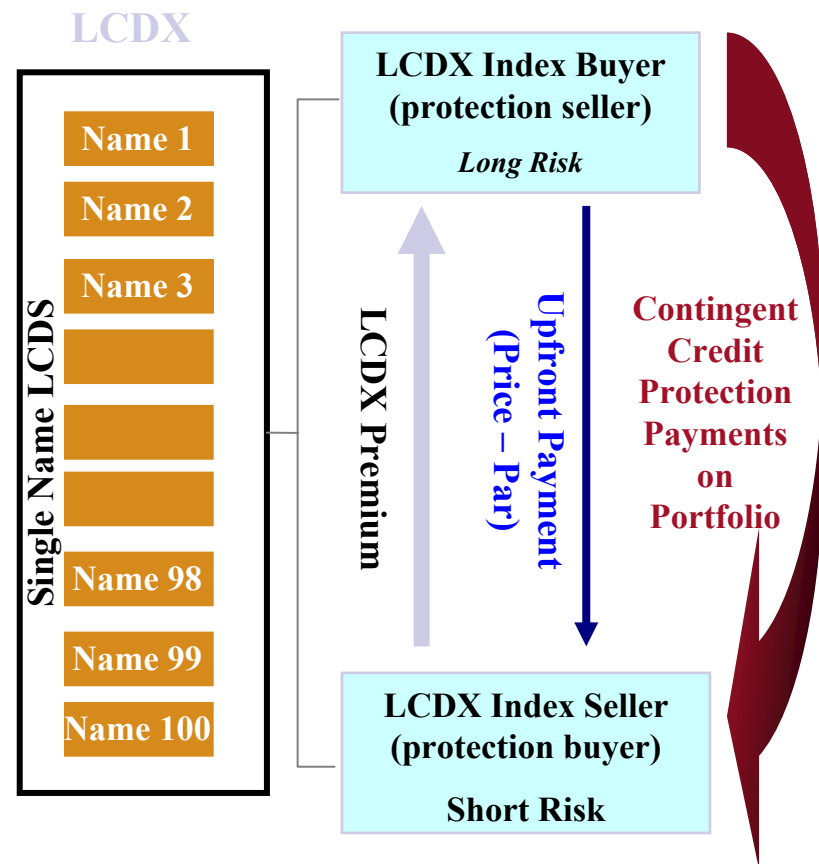 LCDX
Single Name LCDS
Name 1
Name 2
Name 3
Name 98
Name 99
Name 100
LCDX Index Buyer
(protection seller)
Long Risk
LCDX Premium
Upfront Payment
(Price – Par)
Contingent
Credit
Protection
Payments
on
Portfolio
LCDX Index Seller
(protection buyer)
Short Risk